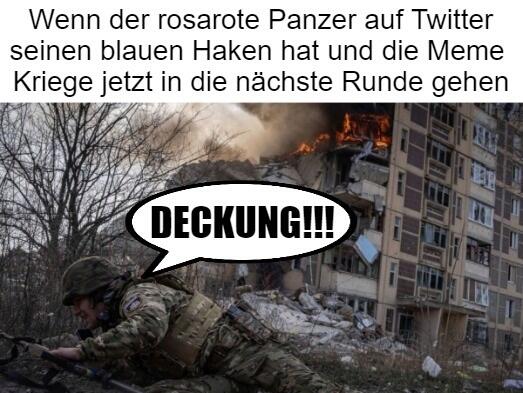 Wenn der rosarote Panzer auf Twitter
seinen blauen Haken hat und die Meme
Kriege jetzt in die nächste Runde gehen
DECKUNG!!!